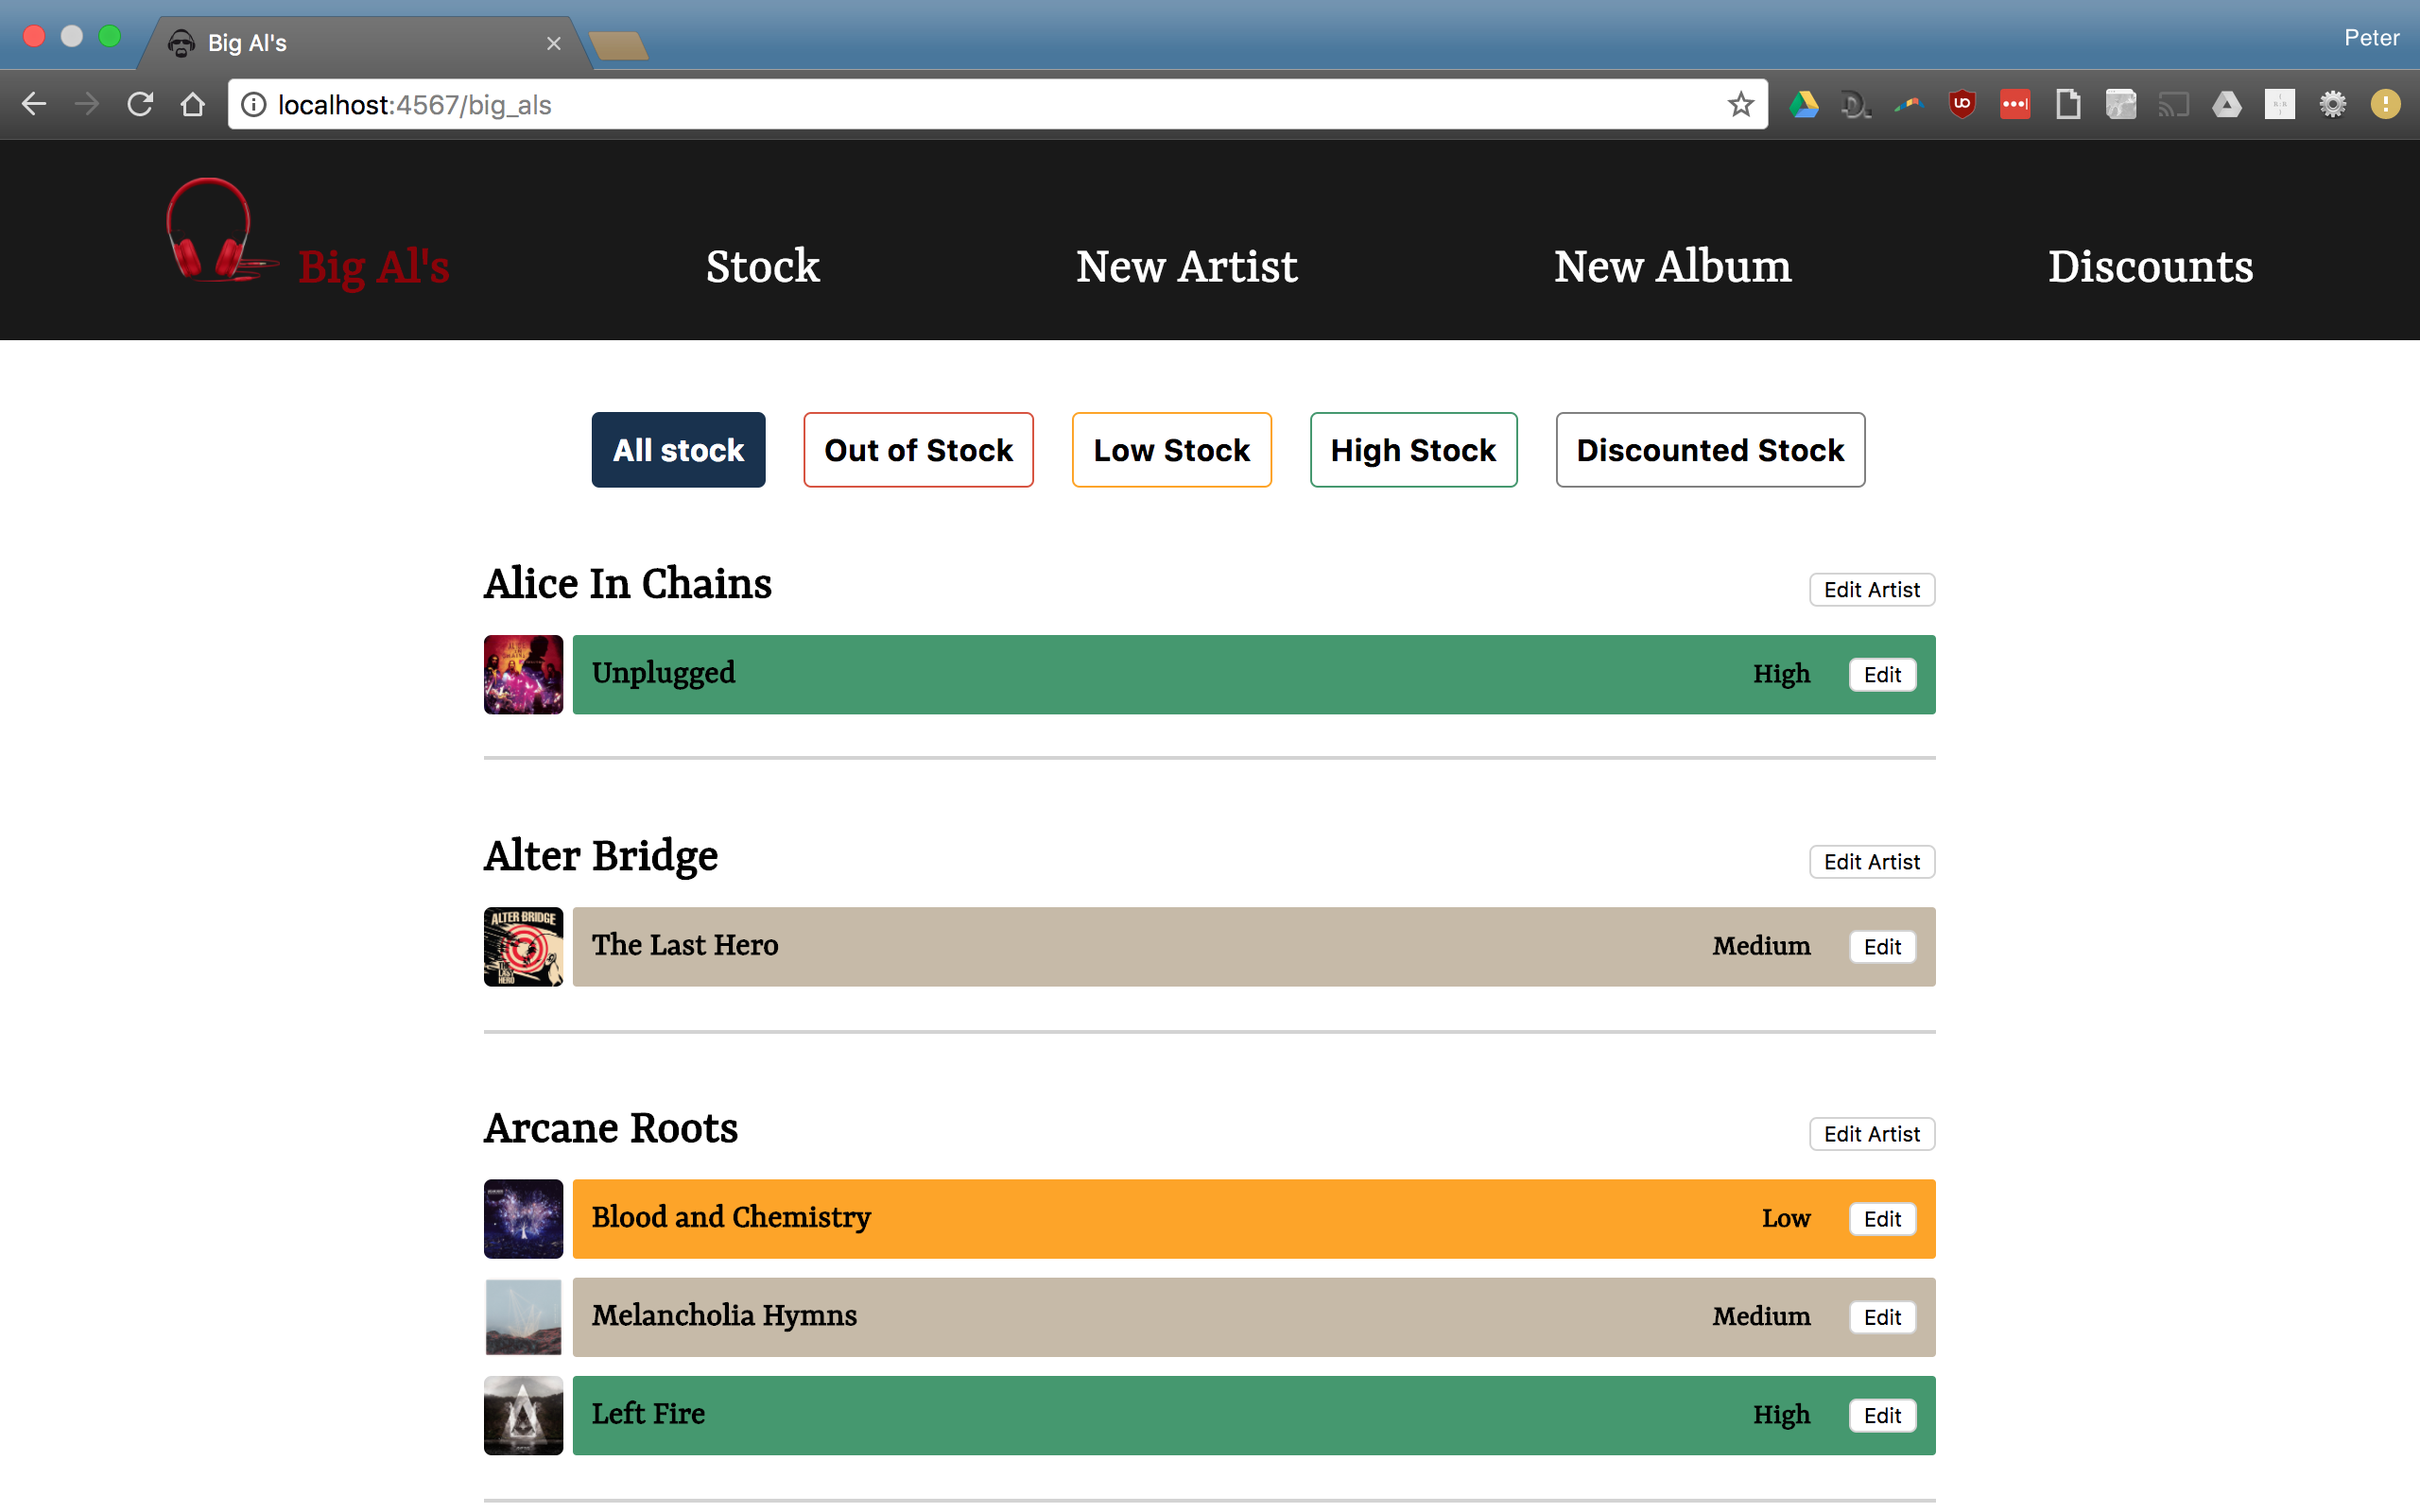 Big Al's
Peter
localhost:4567/big_als
Big Al's
Stock
New Artist
New Album
Discounts
All stock
Out of Stock
Low Stock
High Stock
Discounted Stock
Alice In Chains
Edit Artist
Unplugged
High
Edit
Alter Bridge
Edit Artist
ALTER BRIDGE
THE
LAST
HERO
The Last Hero
Medium
Edit
Arcane Roots
Edit Artist
Blood and Chemistry
Low
Edit
Melancholia Hymns
Medium
Edit
Left Fire
High
Edit